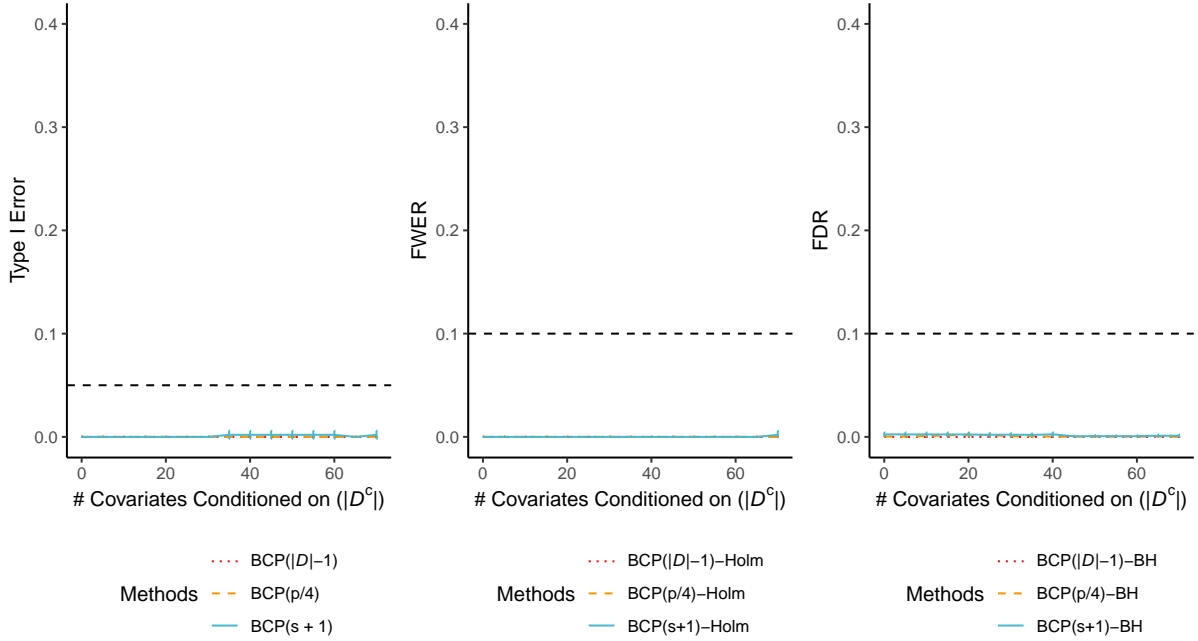 Type I Error
0.4
0.3
0.2
0.1
0.0
0 20 40 60
# Covariates Conditioned on (|D^c|)
Methods
BCP(|D|−1)
BCP(p/4)
BCP(s + 1)
FWER
0.4
0.3
0.2
0.1
0.0
0 20 40 60
# Covariates Conditioned on (|D^c|)
Methods
BCP(|D|−1)−Holm
BCP(p/4)−Holm
BCP(s+1)−Holm
FDR
0.4
0.3
0.2
0.1
0.0
0 20 40 60
# Covariates Conditioned on (|D^c|)
Methods
BCP(|D|−1)−BH
BCP(p/4)−BH
BCP(s+1)−BH